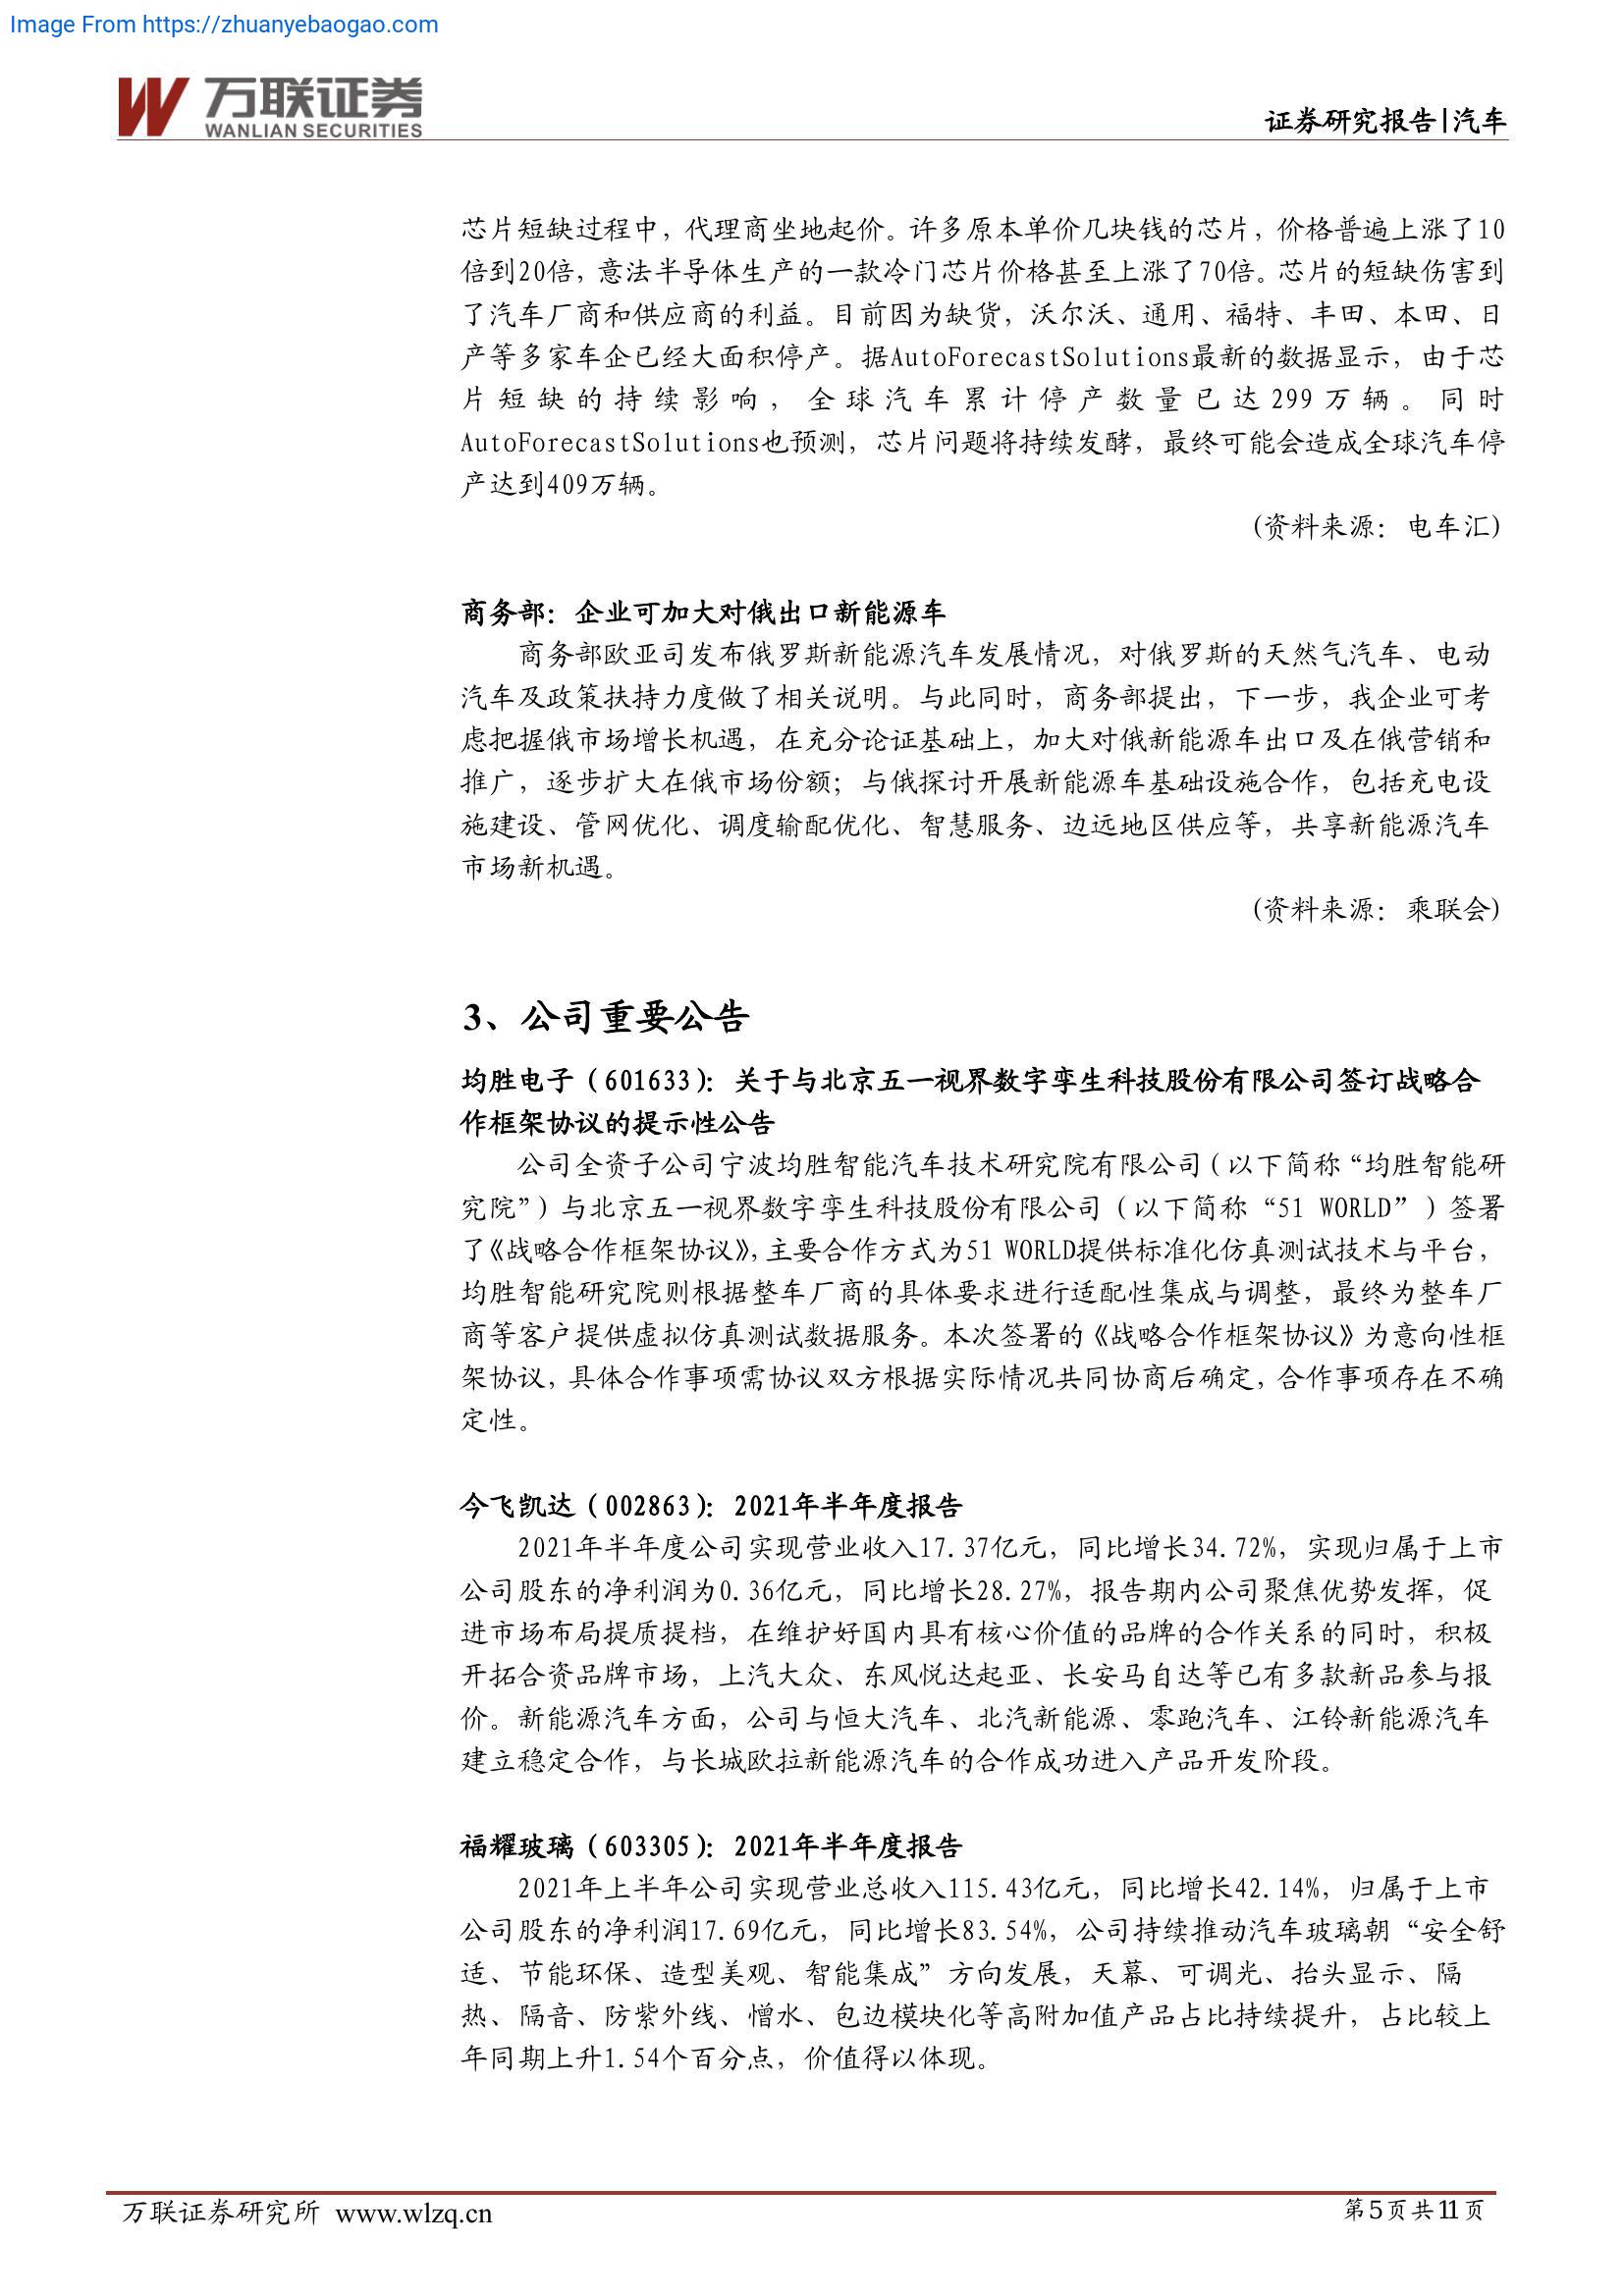 Image From https://zhuanyebaogao.com
万联证券
WANLIAN SECURITIES
证券研究报告|汽车
芯片短缺过程中，代理商坐地起价。许多原本单价几块钱的芯片，价格普遍上涨了10
倍到20倍，意法半导体生产的一款冷门芯片价格甚至上涨了70倍。芯片的短缺伤害到
了汽车厂商和供应商的利益。目前因为缺货，沃尔沃、通用、福特、丰田、本田、日
产等多家车企已经大面积停产。据AutoForecastSolutions最新的数据显示，由于芯
片短缺的持续影响，全球汽车累计停产数量已达299万辆。同时
AutoForecastSolutions也预测，芯片问题将持续发酵，最终可能会造成全球汽车停
产达到409万辆。
(资料来源：电车汇)
商务部：企业可加大对俄出口新能源车
商务部欧亚司发布俄罗斯新能源汽车发展情况，对俄罗斯的天然气汽车、电动
汽车及政策扶持力度做了相关说明。与此同时，商务部提出，下一步，我企业可考
虑把握俄市场增长机遇，在充分论证基础上，加大对俄新能源车出口及在俄营销和
推广，逐步扩大在俄市场份额；与俄探讨开展新能源车基础设施合作，包括充电设
施建设、管网优化、调度输配优化、智慧服务、边远地区供应等，共享新能源汽车
市场新机遇。
(资料来源：乘联会)
3、公司重要公告
均胜电子（601633）：关于与北京五一视界数字孪生科技股份有限公司签订战略合
作框架协议的提示性公告
公司全资子公司宁波均胜智能汽车技术研究院有限公司（以下简称“均胜智能研
究院”）与北京五一视界数字孪生科技股份有限公司（以下简称“51 WORLD”）签署
了《战略合作框架协议》，主要合作方式为51 WORLD提供标准化仿真测试技术与平台，
均胜智能研究院则根据整车厂商的具体要求进行适配性集成与调整，最终为整车厂
商等客户提供虚拟仿真测试数据服务。本次签署的《战略合作框架协议》为意向性框
架协议，具体合作事项需协议双方根据实际情况共同协商后确定，合作事项存在不确
定性。
今飞凯达（002863）：2021年半年度报告
2021年半年度公司实现营业收入17.37亿元，同比增长34.72%，实现归属于上市
公司股东的净利润为0.36亿元，同比增长28.27%，报告期内公司聚焦优势发挥，促
进市场布局提质提档，在维护好国内具有核心价值的品牌的合作关系的同时，积极
开拓合资品牌市场，上汽大众、东风悦达起亚、长安马自达等已有多款新品参与报
价。新能源汽车方面，公司与恒大汽车、北汽新能源、零跑汽车、江铃新能源汽车
建立稳定合作，与长城欧拉新能源汽车的合作成功进入产品开发阶段。
福耀玻璃（603305）：2021年半年度报告
2021年上半年公司实现营业总收入115.43亿元，同比增长42.14%，归属于上市
公司股东的净利润17.69亿元，同比增长83.54%，公司持续推动汽车玻璃朝“安全舒
适、节能环保、造型美观、智能集成”方向发展，天幕、可调光、抬头显示、隔
热、隔音、防紫外线、憎水、包边模块化等高附加值产品占比持续提升，占比较上
年同期上升1.54个百分点，价值得以体现。
万联证券研究所 www.wlzq.cn
第5页共11页